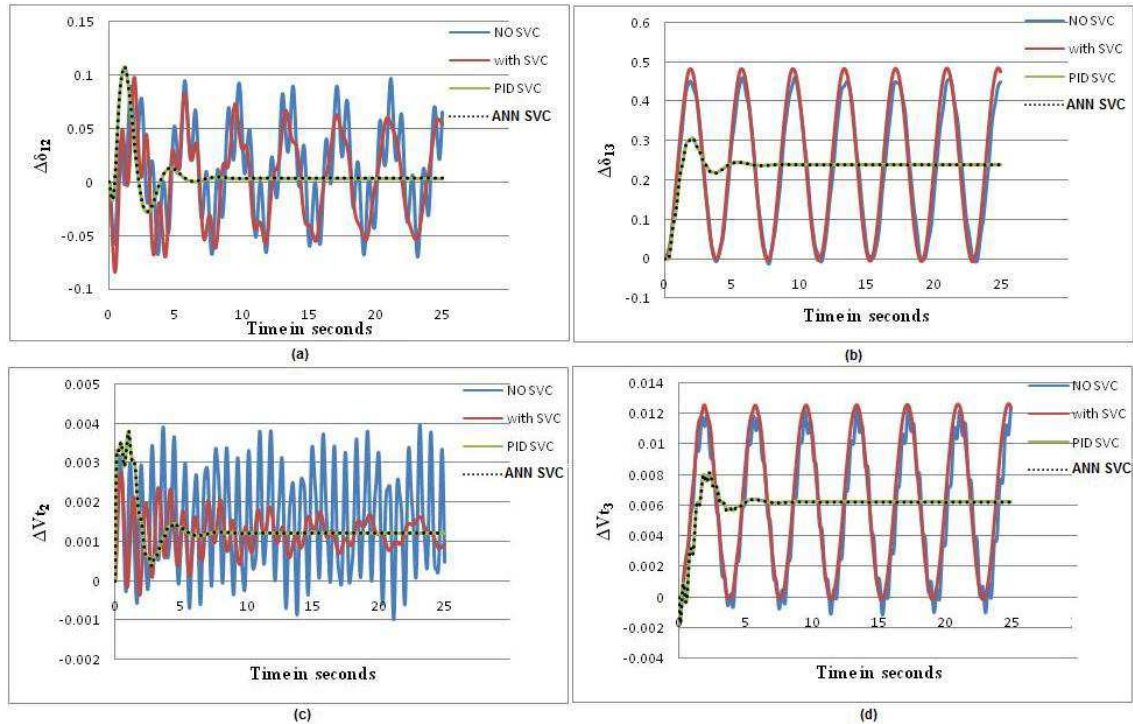 0.15
0.1
0.05
0
-0.05
-0.1
Δδ12
0 5 10 15 20 25
Time in seconds
NO SVC
with SVC
PID SVC
ANN SVC
(a)
0.6
0.5
0.4
0.3
0.2
0.1
0
-0.1
Δδ13
0 5 10 15 20 25
Time in seconds
NO SVC
with SVC
PID SVC
ANN SVC
(b)
0.005
0.004
0.003
0.002
0.001
0
-0.001
-0.002
ΔVt2
0 5 10 15 20 25
Time in seconds
NO SVC
with SVC
PID SVC
ANN SVC
(c)
0.014
0.012
0.01
0.008
0.006
0.004
0.002
0
-0.002
-0.004
ΔVt3
0 5 10 15 20 25
Time in seconds
NO SVC
with SVC
PID SVC
ANN SVC
(d)